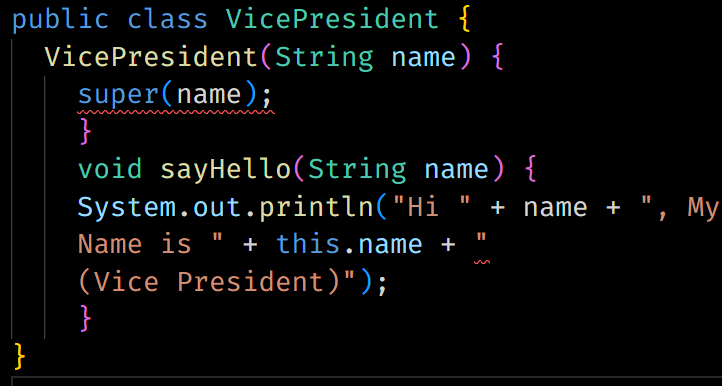 public class VicePresident {
VicePresident(String name) {
super(name);
}
void sayHello(String name) {
System.out.println("Hi " + name + ", My
Name is " + this.name + "
(Vice President)");
}
}